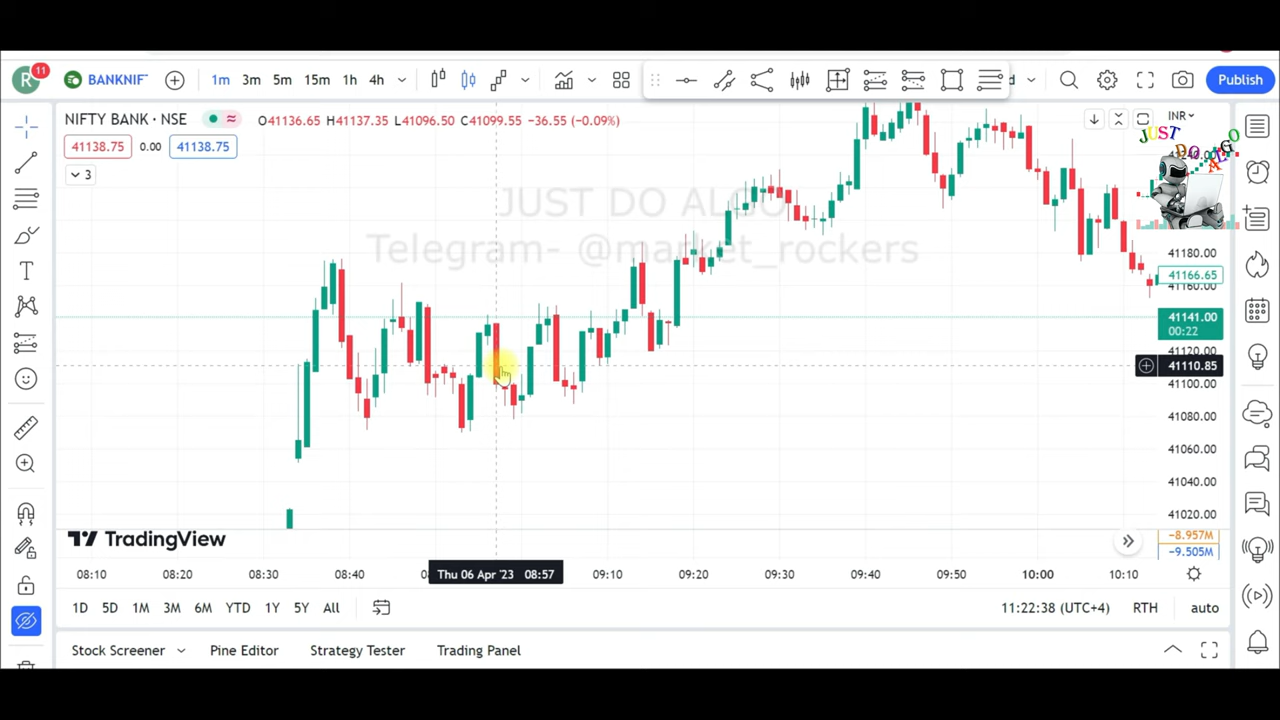 R 11 BANKNIF 1m 3m 5m 15m 1h 4h Publish
NIFTY BANK · NSE O41136.65 H41137.35 L41096.50 C41099.55 −36.55 (−0.09%) INR
JUST DO ALGO
41138.75 0.00 41138.75
3
JUST DO ALGO
Telegram- @market_rockers
41180.00
41166.65
41160.00
41141.00
00:22
41120.00
41110.85
41100.00
41080.00
41060.00
41040.00
41020.00
TradingView
−8.957M
−9.505M
08:10 08:20 08:30 08:40 Thu 06 Apr '23 08:57 09:10 09:20 09:30 09:40 09:50 10:00 10:10
1D 5D 1M 3M 6M YTD 1Y 5Y All 11:22:38 (UTC+4) RTH auto
Stock Screener Pine Editor Strategy Tester Trading Panel